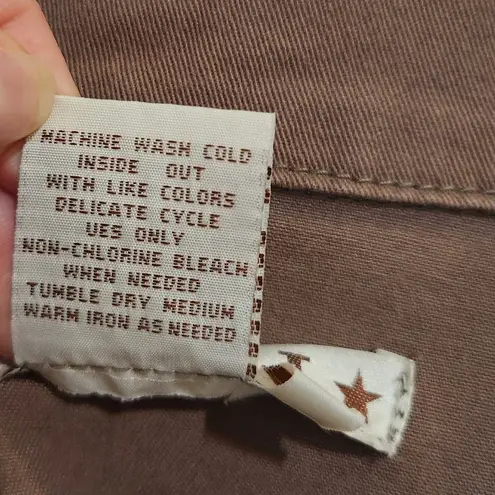 MACHINE WASH COLD
INSIDE OUT
WITH LIKE COLORS
DELICATE CYCLE
UES ONLY
NON-CHLORINE BLEACH
WHEN NEEDED
TUMBLE DRY MEDIUM
WARM IRON AS NEEDED